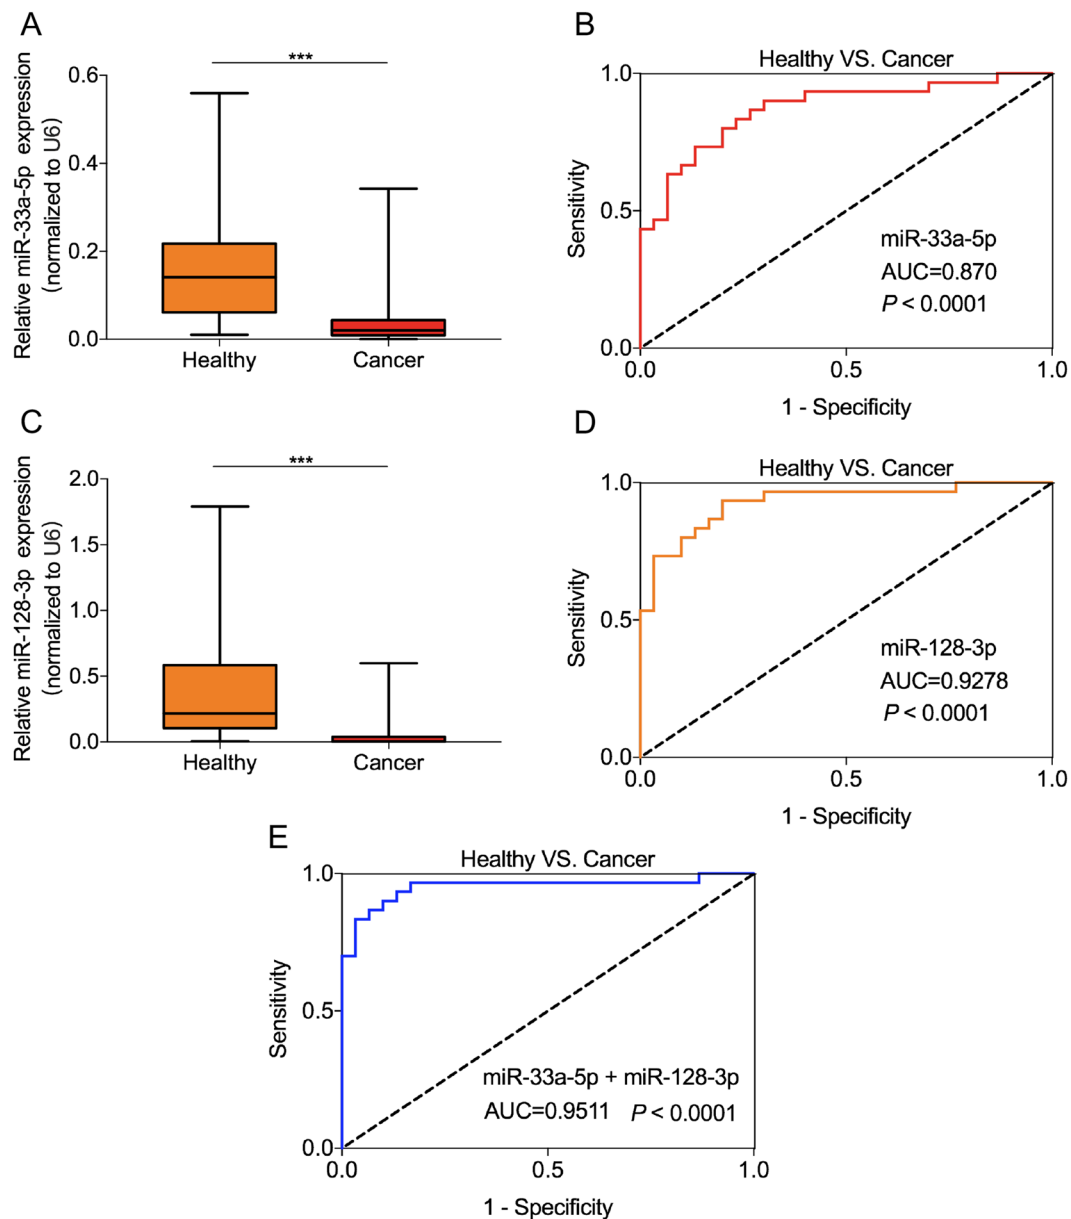 A
Relative miR-33a-5p expression
(normalized to U6)
0.6
0.4
0.2
0.0
***
Healthy
Cancer
B
Healthy VS. Cancer
Sensitivity
1.0
0.5
0.0
miR-33a-5p
AUC=0.870
P < 0.0001
0.0
0.5
1.0
1 - Specificity
C
Relative miR-128-3p expression
(normalized to U6)
2.0
1.5
1.0
0.5
0.0
***
Healthy
Cancer
D
Healthy VS. Cancer
Sensitivity
1.0
0.5
0.0
miR-128-3p
AUC=0.9278
P < 0.0001
0.0
0.5
1.0
1 - Specificity
E
Healthy VS. Cancer
Sensitivity
1.0
0.5
0.0
miR-33a-5p + miR-128-3p
AUC=0.9511 P < 0.0001
0.0
0.5
1.0
1 - Specificity